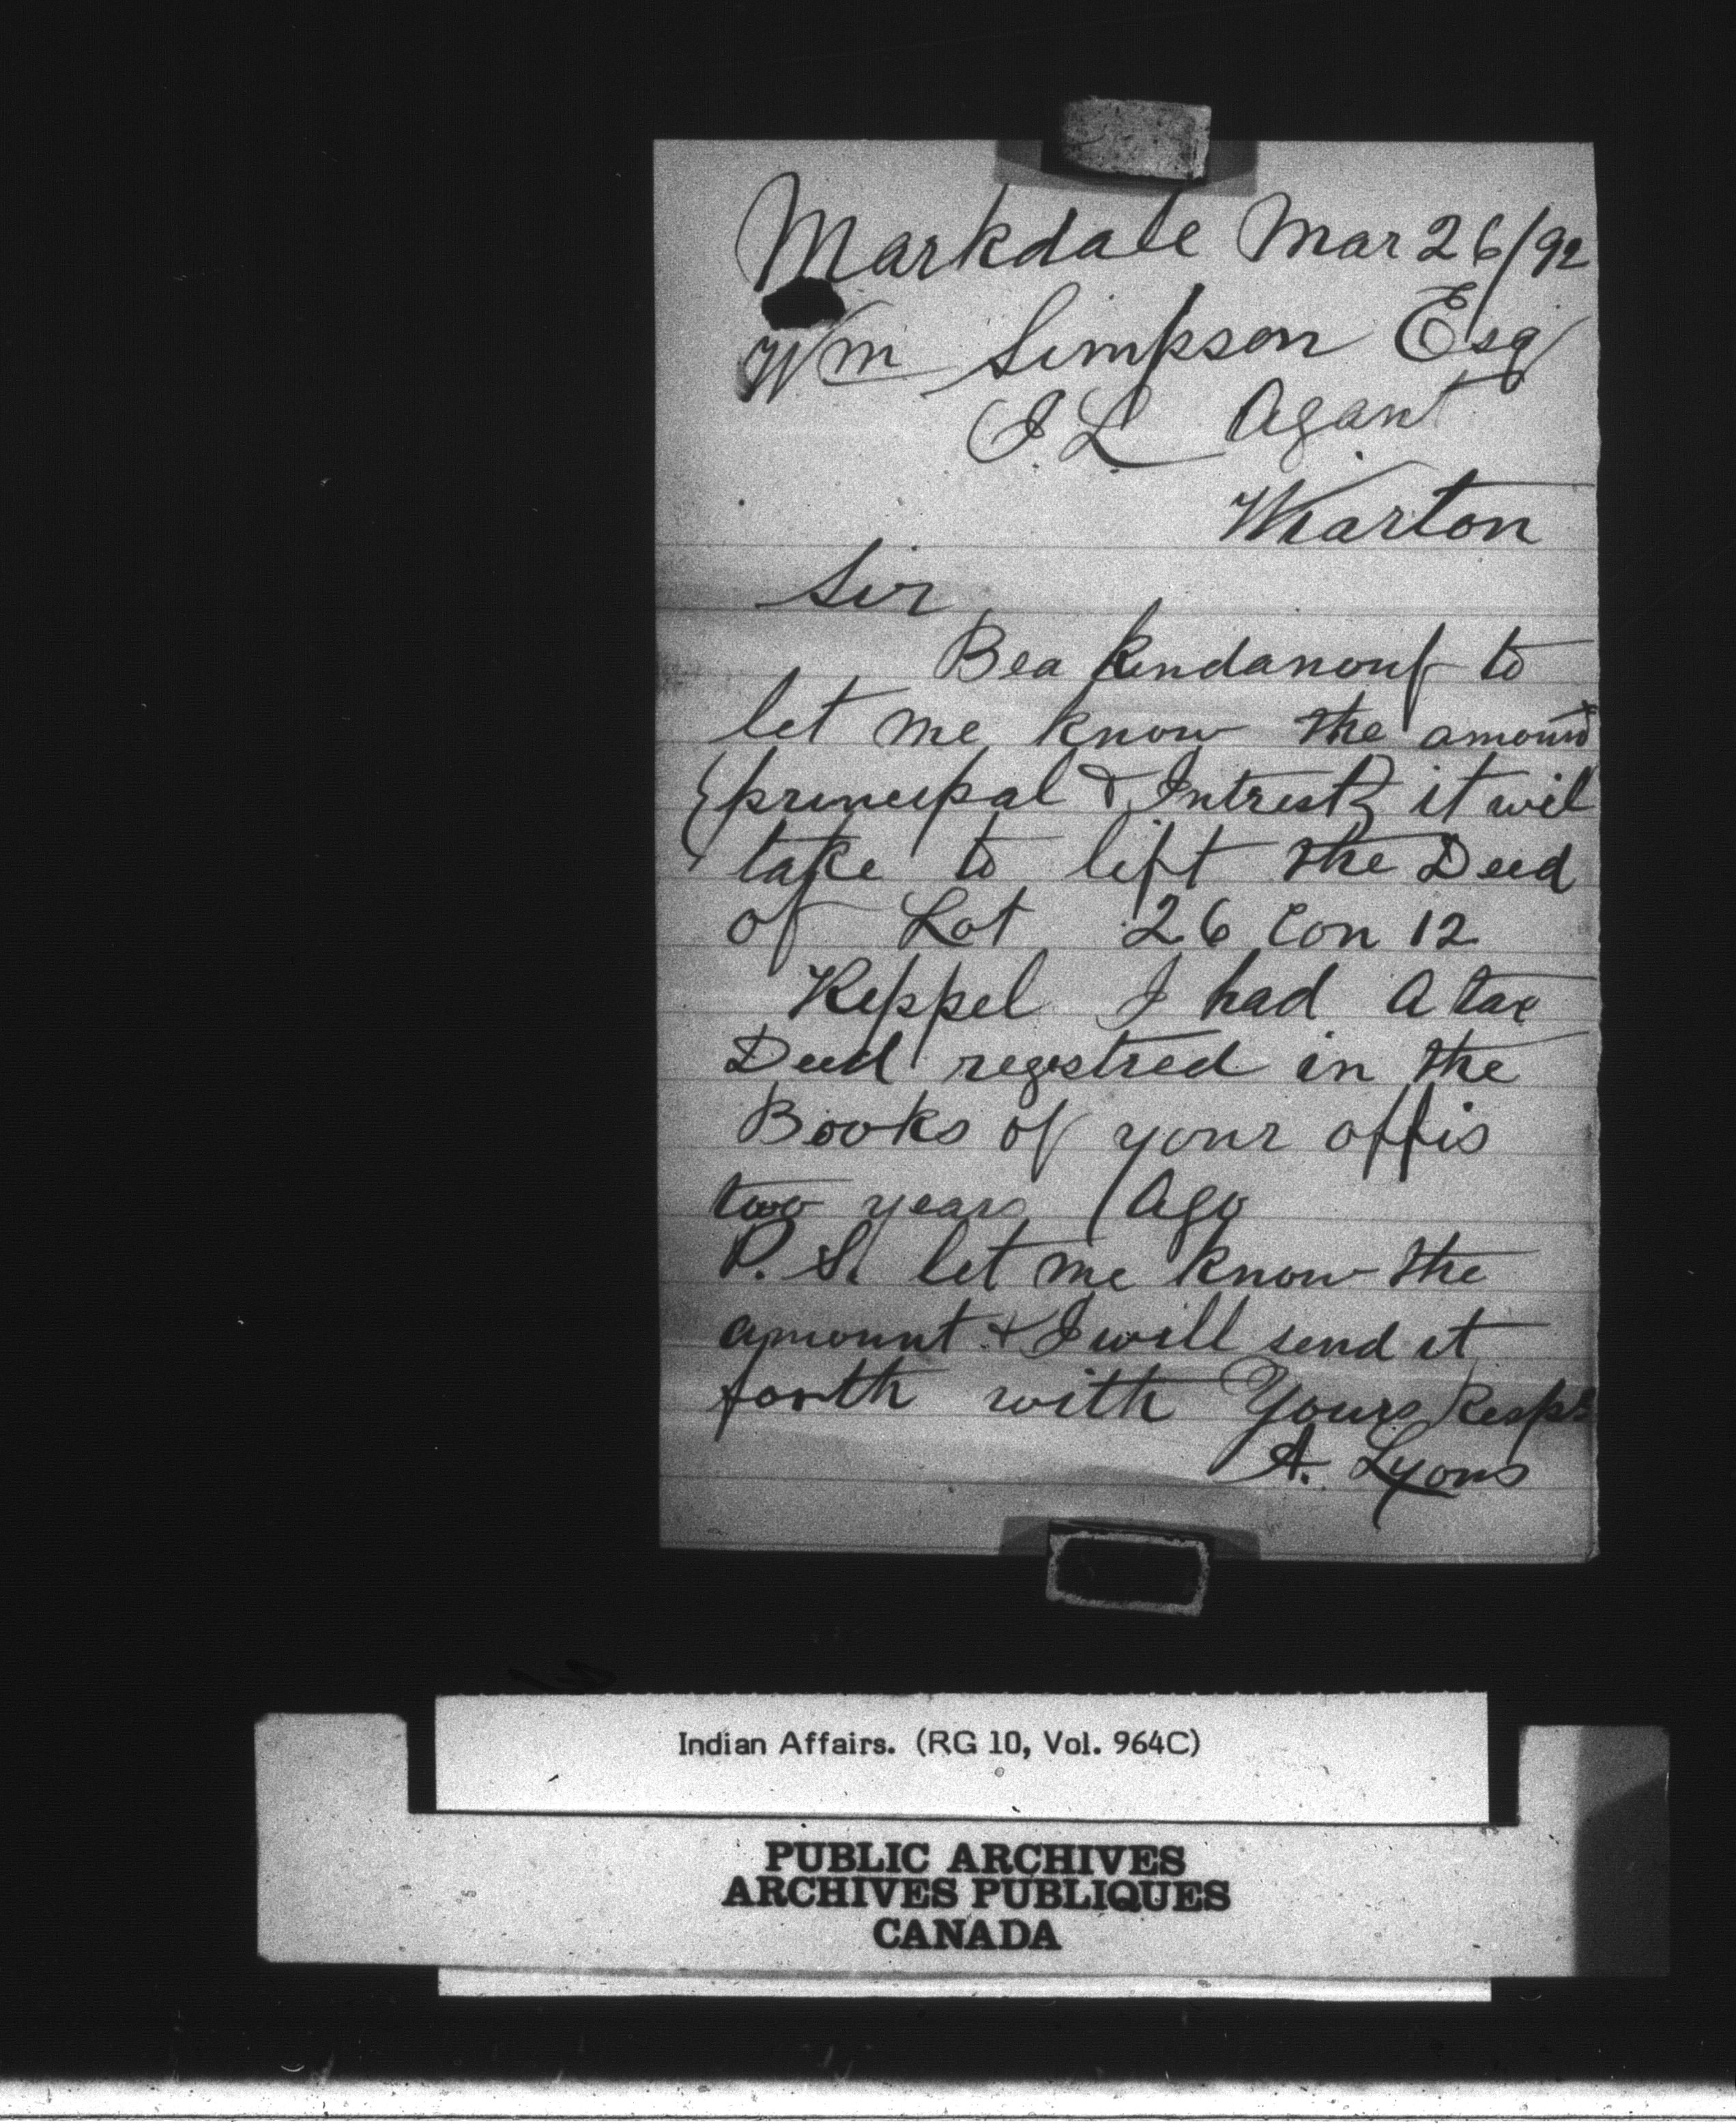 Markdale Mar 26/92
Wm Simpson Esq
I. L Agant
Wiarton
Sir
Bea kindanouf to
let me know the amount
{principal & Intrest} it wil
take to lift the Deed
of Lot 26 Con 12
Keppel I had A tax
Deed regestred in the
Books of your offis
two years Ago
P. S. let me know the
amount & I will send it
forth with Yours Respt
A. Lyons
Indian Affairs. (RG 10, Vol. 964C)
PUBLIC ARCHIVES
ARCHIVES PUBLIQUES
CANADA